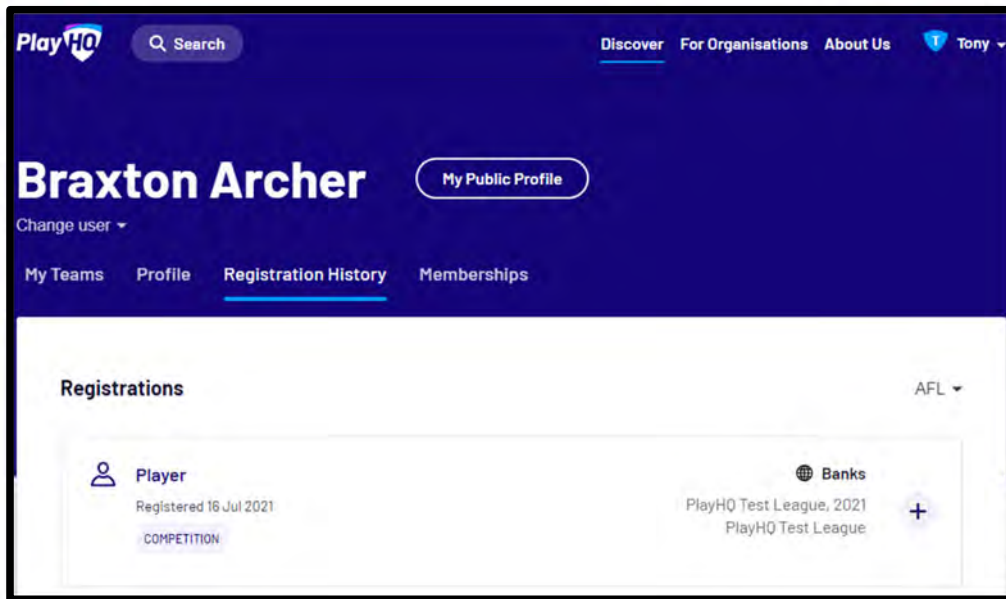 PlayHQ Search Discover For Organisations About Us T Tony
Braxton Archer My Public Profile
Change user
My Teams Profile Registration History Memberships
Registrations AFL
Player Banks
Registered 16 Jul 2021 PlayHQ Test League, 2021
COMPETITION PlayHQ Test League